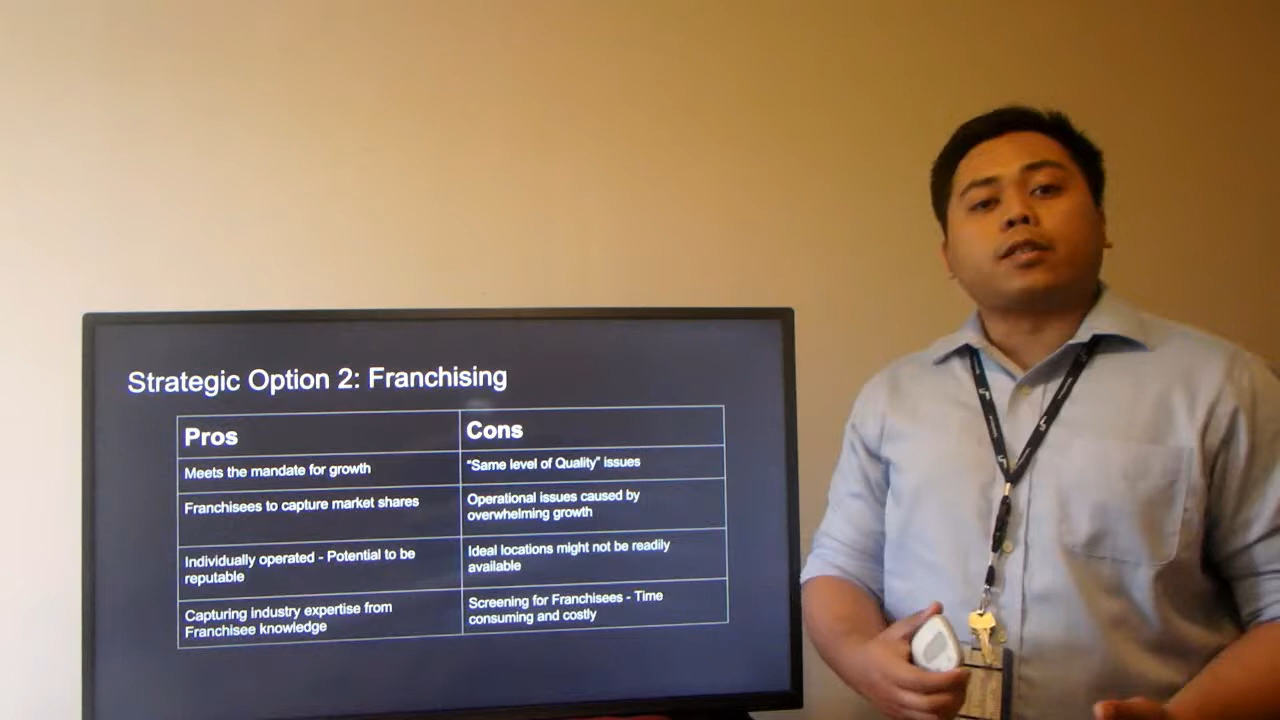 Strategic Option 2: Franchising
Pros
Cons
Meets the mandate for growth
“Same level of Quality” issues
Franchisees to capture market shares
Operational issues caused by
overwhelming growth
Individually operated - Potential to be
reputable
Ideal locations might not be readily
available
Capturing industry expertise from
Franchisee knowledge
Screening for Franchisees - Time
consuming and costly